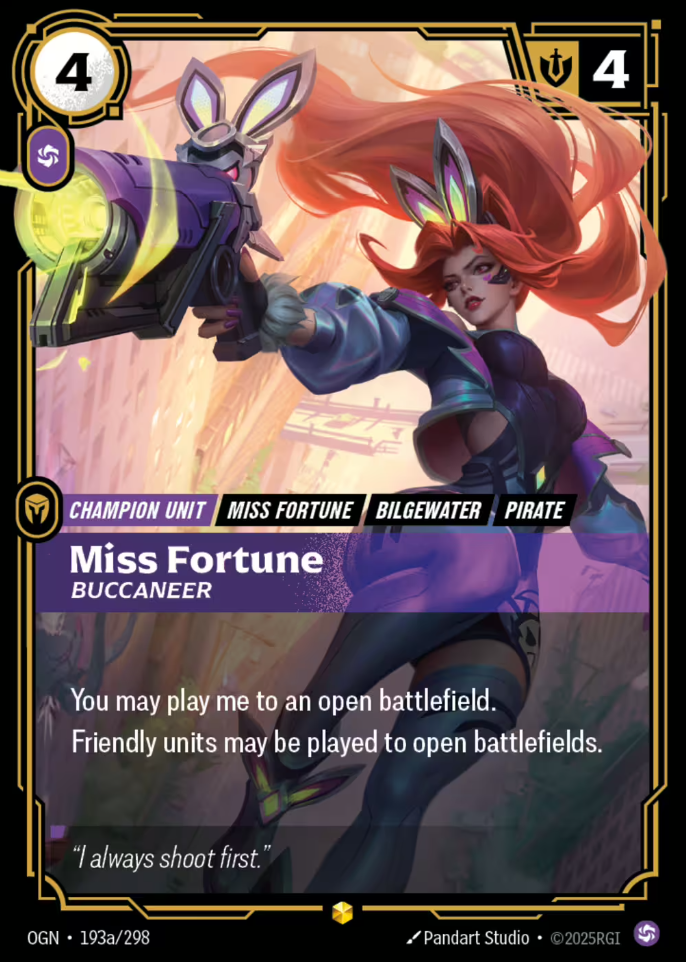 4
4
CHAMPION UNIT MISS FORTUNE BILGEWATER PIRATE
Miss Fortune
BUCCANEER
You may play me to an open battlefield.
Friendly units may be played to open battlefields.
“I always shoot first.”
OGN • 193a/298 Pandart Studio • ©2025RGI